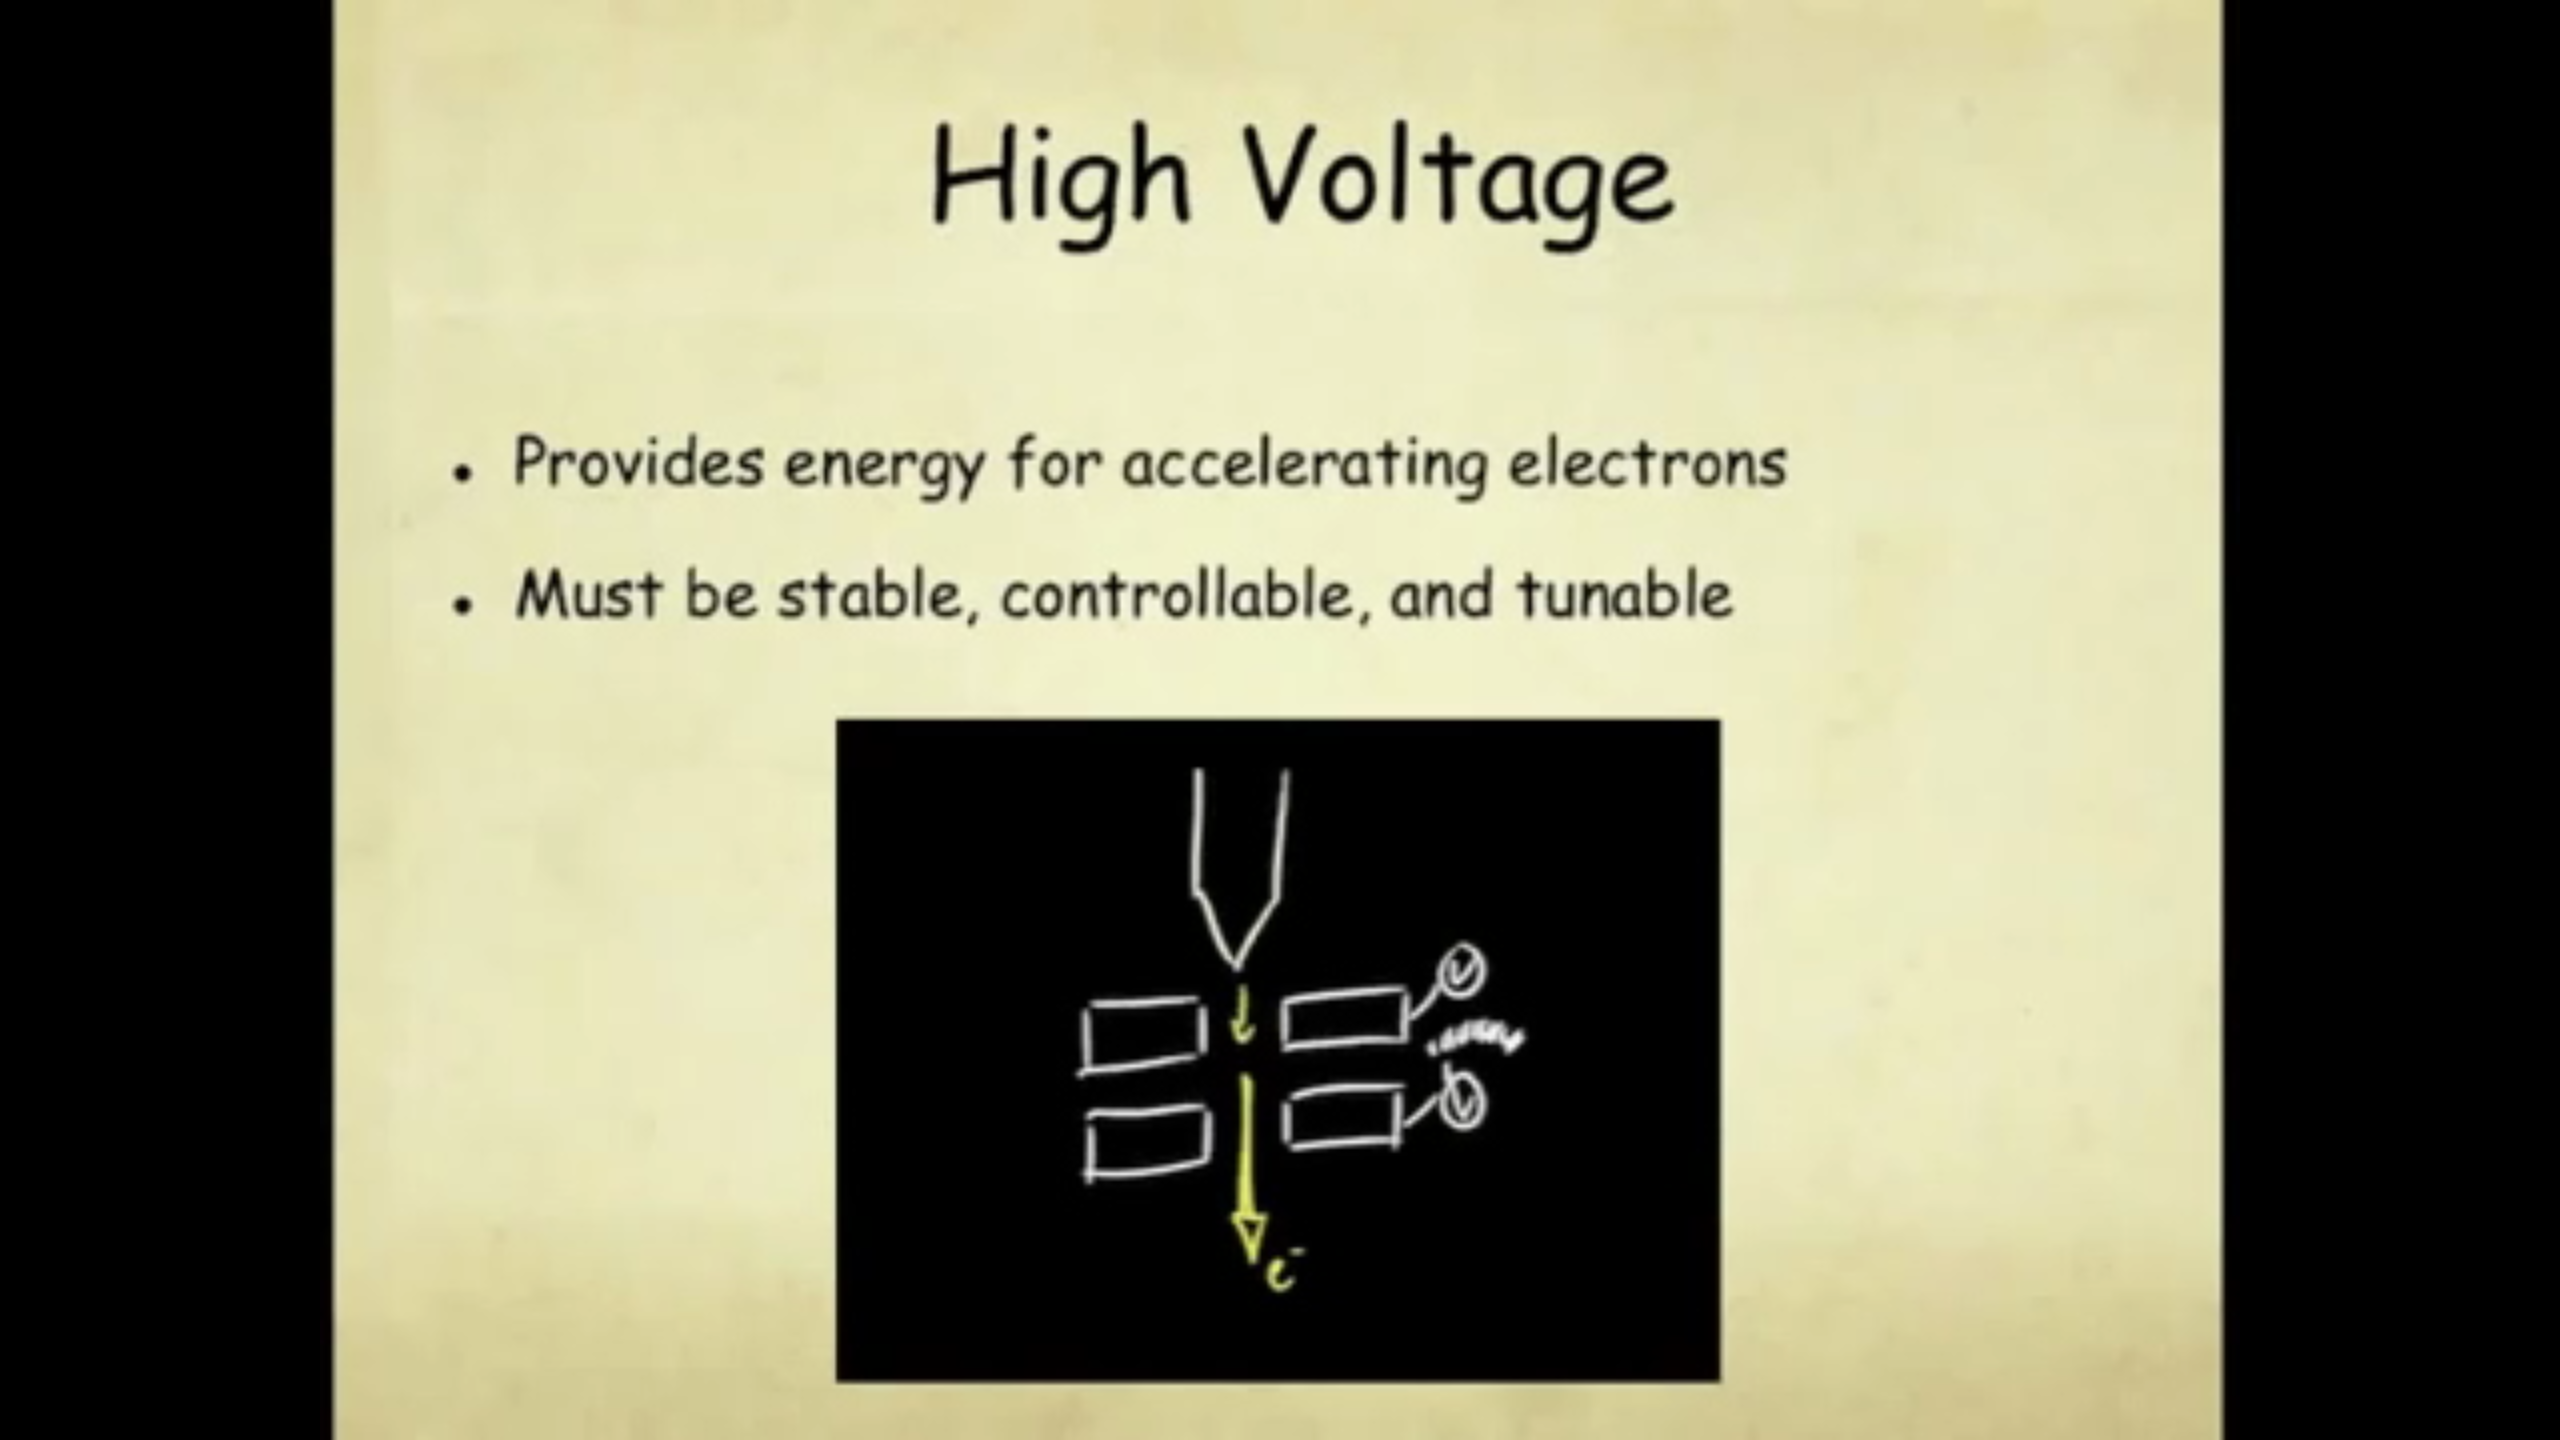 High Voltage
• Provides energy for accelerating electrons
• Must be stable, controllable, and tunable
V
V
e⁻